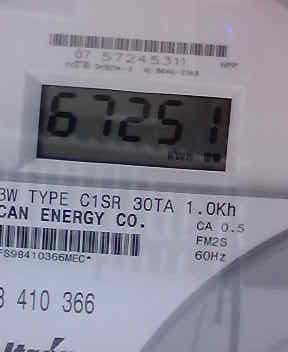 07 57245311
67251
3W TYPE C1SR 30TA 1.0Kh
CAN ENERGY CO.
CA 0.5
FM2S
60Hz
FS98410366MEC*
3 410 366
Itrón